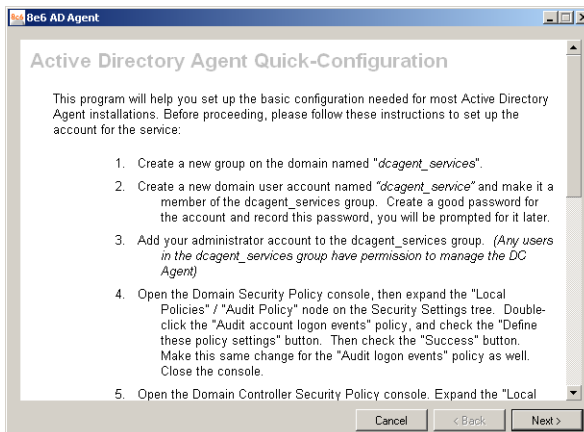 8e6 AD Agent
Active Directory Agent Quick-Configuration
This program will help you set up the basic configuration needed for most Active Directory
Agent installations. Before proceeding, please follow these instructions to set up the
account for the service:
1. Create a new group on the domain named "dcagent_services".
2. Create a new domain user account named "dcagent_service" and make it a
member of the dcagent_services group. Create a good password for
the account and record this password, you will be prompted for it later.
3. Add your administrator account to the dcagent_services group. (Any users
in the dcagent_services group have permission to manage the DC
Agent)
4. Open the Domain Security Policy console, then expand the "Local
Policies" / "Audit Policy" node on the Security Settings tree. Double-
click the "Audit account logon events" policy, and check the "Define
these policy settings" button. Then check the "Success" button.
Make this same change for the "Audit logon events" policy as well.
Close the console.
5. Open the Domain Controller Security Policy console. Expand the "Local
Cancel < Back Next >